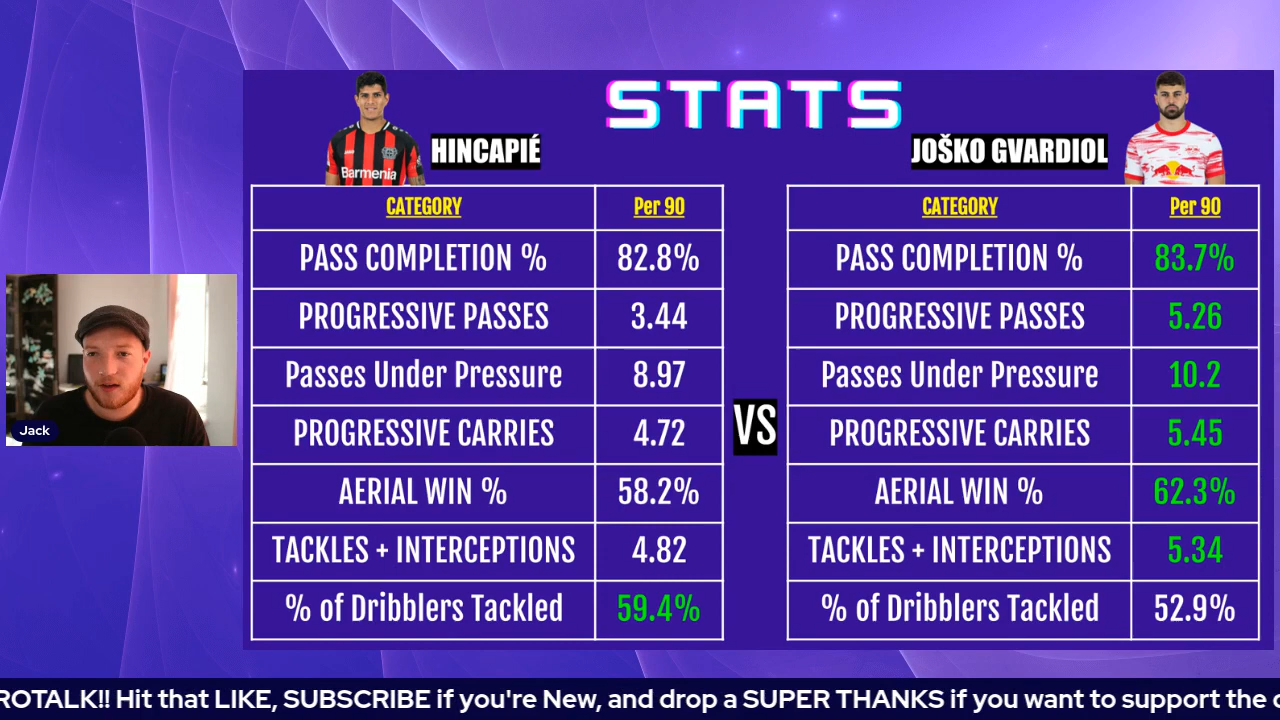 STATS
HINCAPIÉ
JOŠKO GVARDIOL
Barmenia
CATEGORY Per 90
PASS COMPLETION % 82.8%
PROGRESSIVE PASSES 3.44
Passes Under Pressure 8.97
PROGRESSIVE CARRIES 4.72
AERIAL WIN % 58.2%
TACKLES + INTERCEPTIONS 4.82
% of Dribblers Tackled 59.4%
VS
CATEGORY Per 90
PASS COMPLETION % 83.7%
PROGRESSIVE PASSES 5.26
Passes Under Pressure 10.2
PROGRESSIVE CARRIES 5.45
AERIAL WIN % 62.3%
TACKLES + INTERCEPTIONS 5.34
% of Dribblers Tackled 52.9%
Jack
ROTALK!! Hit that LIKE, SUBSCRIBE if you're New, and drop a SUPER THANKS if you want to support the